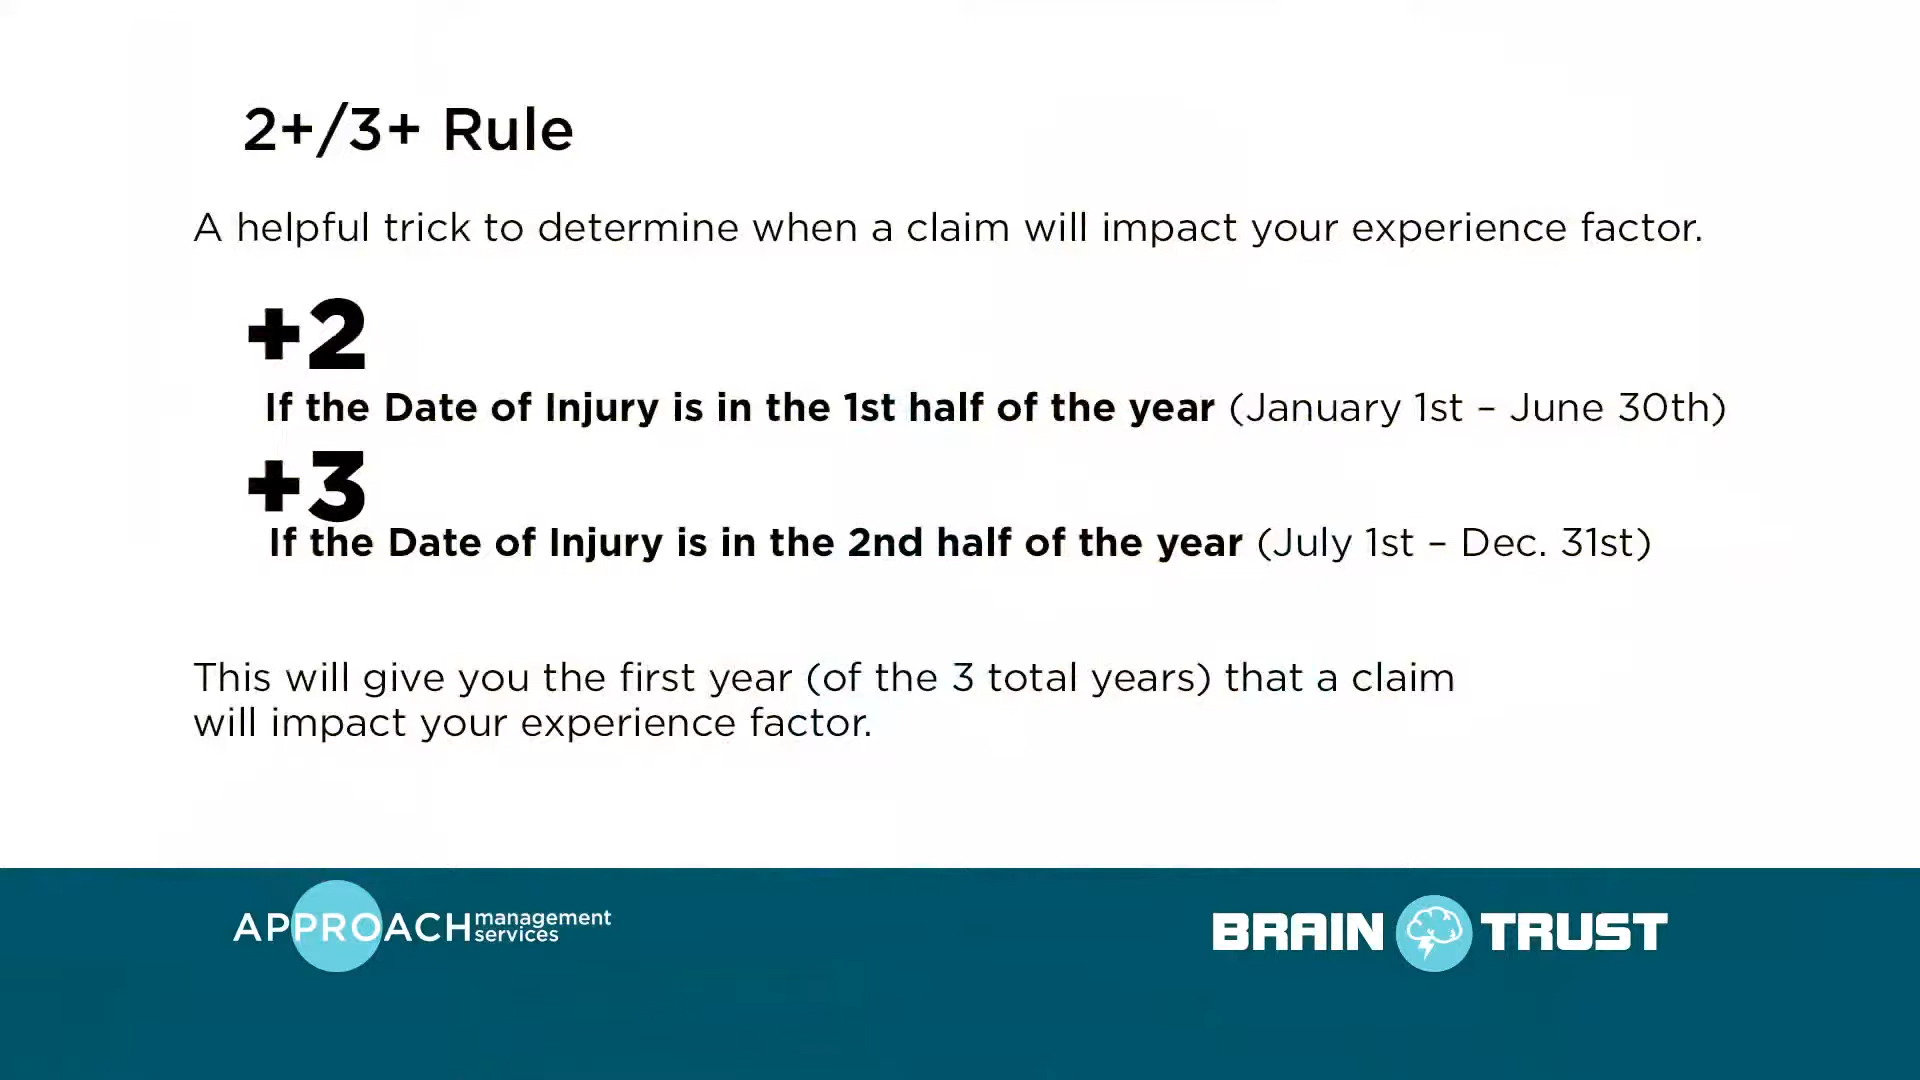 2+/3+ Rule
A helpful trick to determine when a claim will impact your experience factor.
+2
If the Date of Injury is in the 1st half of the year (January 1st – June 30th)
+3
If the Date of Injury is in the 2nd half of the year (July 1st – Dec. 31st)
This will give you the first year (of the 3 total years) that a claim
will impact your experience factor.
APPROACH management
services
BRAIN TRUST